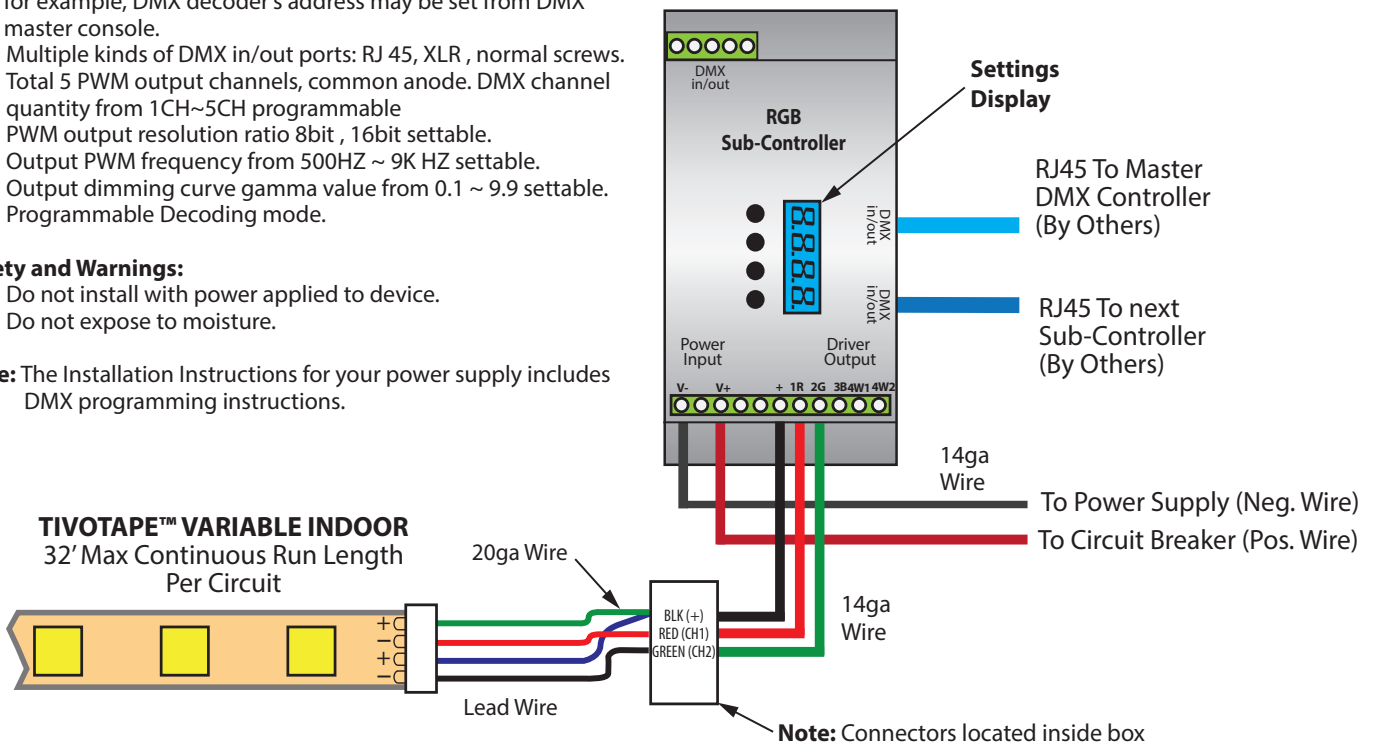 for example, DMX decoder's address may be set from DMX
master console.
Multiple kinds of DMX in/out ports: RJ 45, XLR , normal screws.
Total 5 PWM output channels, common anode. DMX channel
quantity from 1CH~5CH programmable
PWM output resolution ratio 8bit , 16bit settable.
Output PWM frequency from 500HZ ~ 9K HZ settable.
Output dimming curve gamma value from 0.1 ~ 9.9 settable.
Programmable Decoding mode.
ety and Warnings:
Do not install with power applied to device.
Do not expose to moisture.
e: The Installation Instructions for your power supply includes
DMX programming instructions.
DMX
in/out
RGB
Sub-Controller
Settings
Display
8.8.8.8.
DMX
in/out
DMX
in/out
RJ45 To Master
DMX Controller
(By Others)
RJ45 To next
Sub-Controller
(By Others)
Power
Input
Driver
Output
V- V+ + 1R 2G 3B4W1 4W2
14ga
Wire
To Power Supply (Neg. Wire)
To Circuit Breaker (Pos. Wire)
TIVOTAPE™ VARIABLE INDOOR
32' Max Continuous Run Length
Per Circuit
20ga Wire
+
−
+
−
BLK (+)
RED (CH1)
GREEN (CH2)
14ga
Wire
Lead Wire
Note: Connectors located inside box